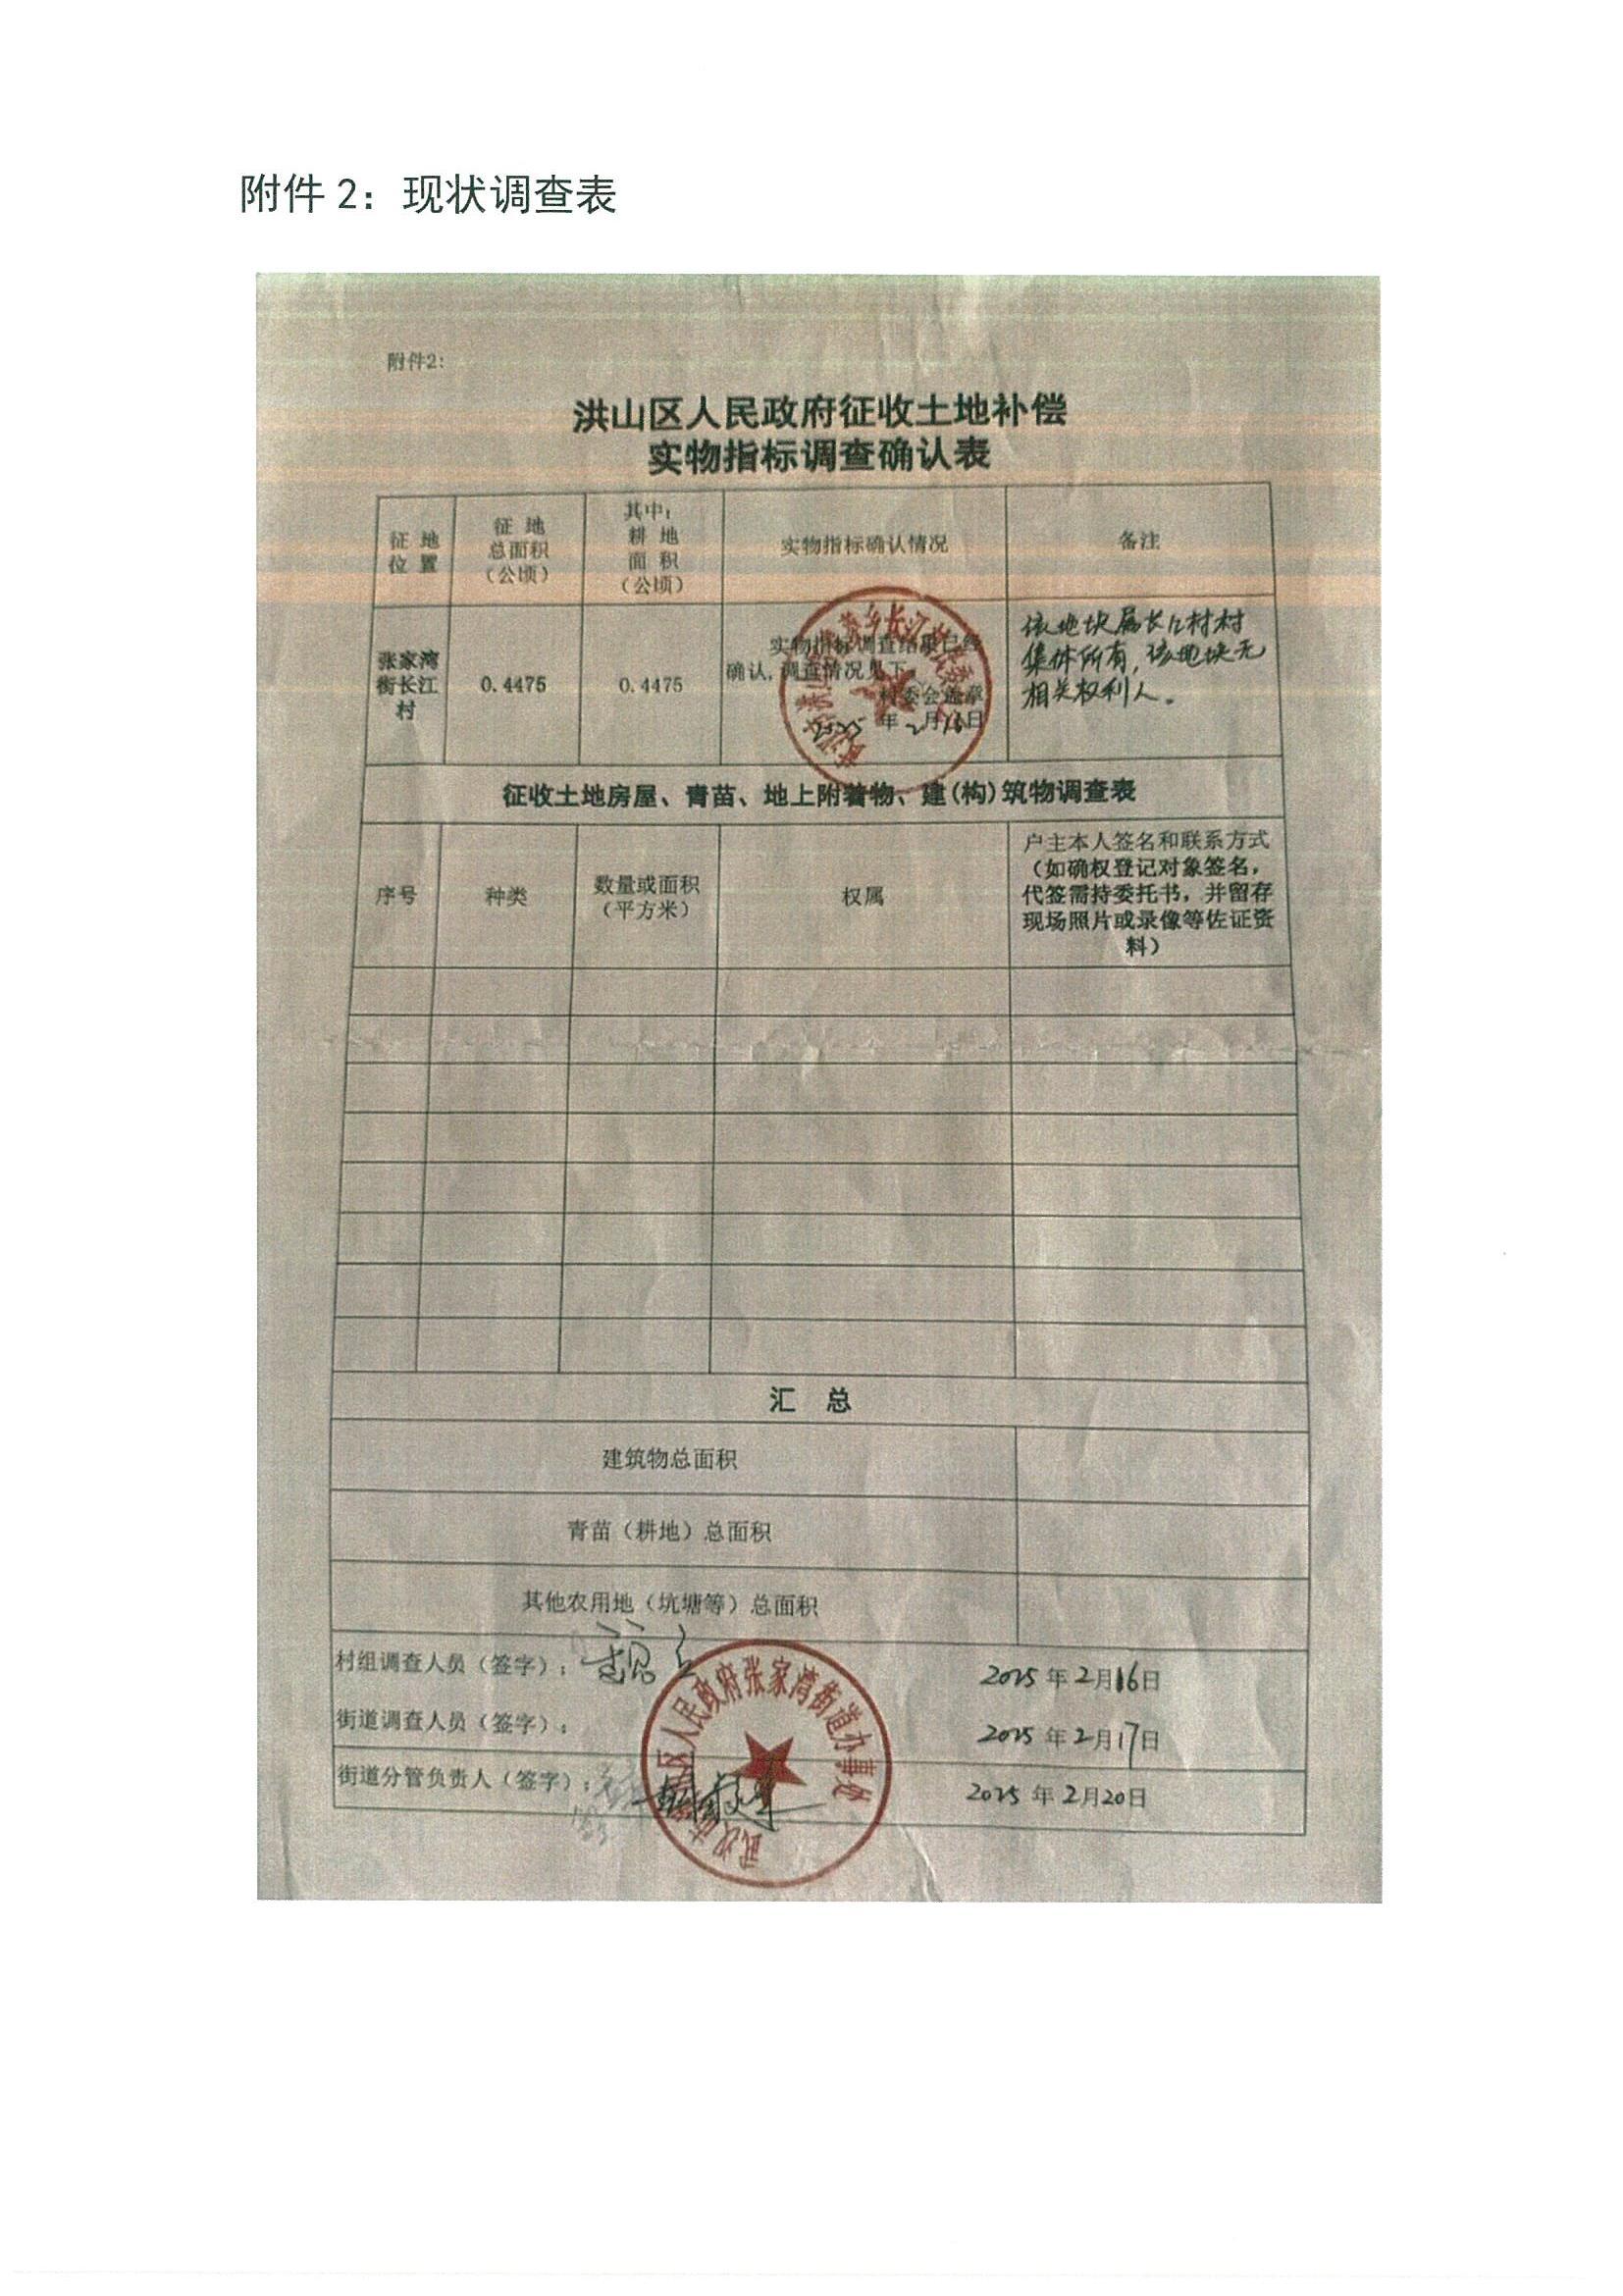 附件 2：现状调查表
附件2：
洪山区人民政府征收土地补偿
实物指标调查确认表
征 地
位 置
征 地
总面积
（公顷）
其中：
耕 地
面 积
（公顷）
实物指标确认情况
备注
张家湾
街长江
村
0.4475
0.4475
实物指标调查结果已经
确认，调查情况见下
村委会盖章
年 2 月 16 日
该地块属长江村村
集体所有，该地块无
相关权利人。
征收土地房屋、青苗、地上附着物、建(构)筑物调查表
序号
种类
数量或面积
（平方米）
权属
户主本人签名和联系方式
（如确权登记对象签名，
代签需持委托书，并留存
现场照片或录像等佐证资
料）
汇 总
建筑物总面积
青苗（耕地）总面积
其他农用地（坑塘等）总面积
村组调查人员（签字）：
2025 年 2 月 16 日
街道调查人员（签字）：
2025 年 2 月 17 日
街道分管负责人（签字）：
2025 年 2 月 20 日
区人民政府张家湾街道办事处